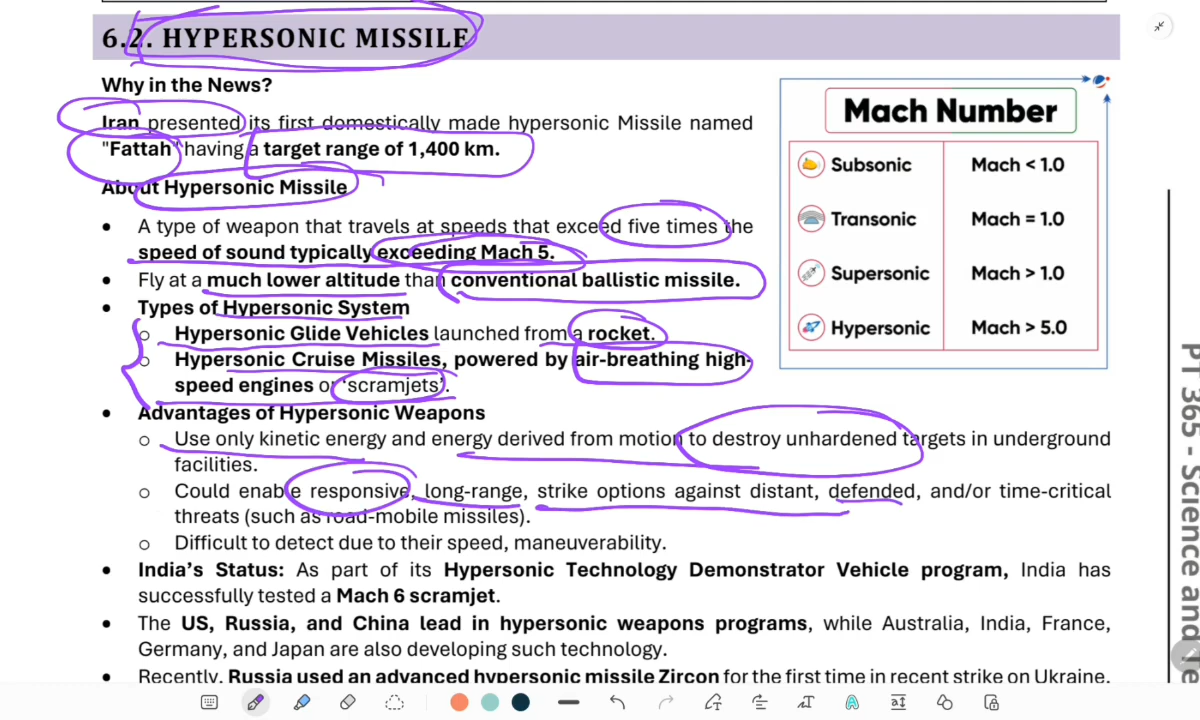 6.2. HYPERSONIC MISSILE
Why in the News?
Iran presented its first domestically made hypersonic Missile named
"Fattah" having a target range of 1,400 km.
About Hypersonic Missile
• A type of weapon that travels at speeds that exceed five times the
speed of sound typically exceeding Mach 5.
• Fly at a much lower altitude than conventional ballistic missile.
• Types of Hypersonic System
o Hypersonic Glide Vehicles launched from a rocket.
o Hypersonic Cruise Missiles, powered by air-breathing high-
speed engines or 'scramjets'.
Mach Number
Subsonic Mach < 1.0
Transonic Mach = 1.0
Supersonic Mach > 1.0
Hypersonic Mach > 5.0
• Advantages of Hypersonic Weapons
o Use only kinetic energy and energy derived from motion to destroy unhardened targets in underground
facilities.
o Could enable responsive, long-range, strike options against distant, defended, and/or time-critical
threats (such as road-mobile missiles).
o Difficult to detect due to their speed, maneuverability.
• India's Status: As part of its Hypersonic Technology Demonstrator Vehicle program, India has
successfully tested a Mach 6 scramjet.
• The US, Russia, and China lead in hypersonic weapons programs, while Australia, India, France,
Germany, and Japan are also developing such technology.
• Recently, Russia used an advanced hypersonic missile Zircon for the first time in recent strike on Ukraine.
PT 365 - Science and Te